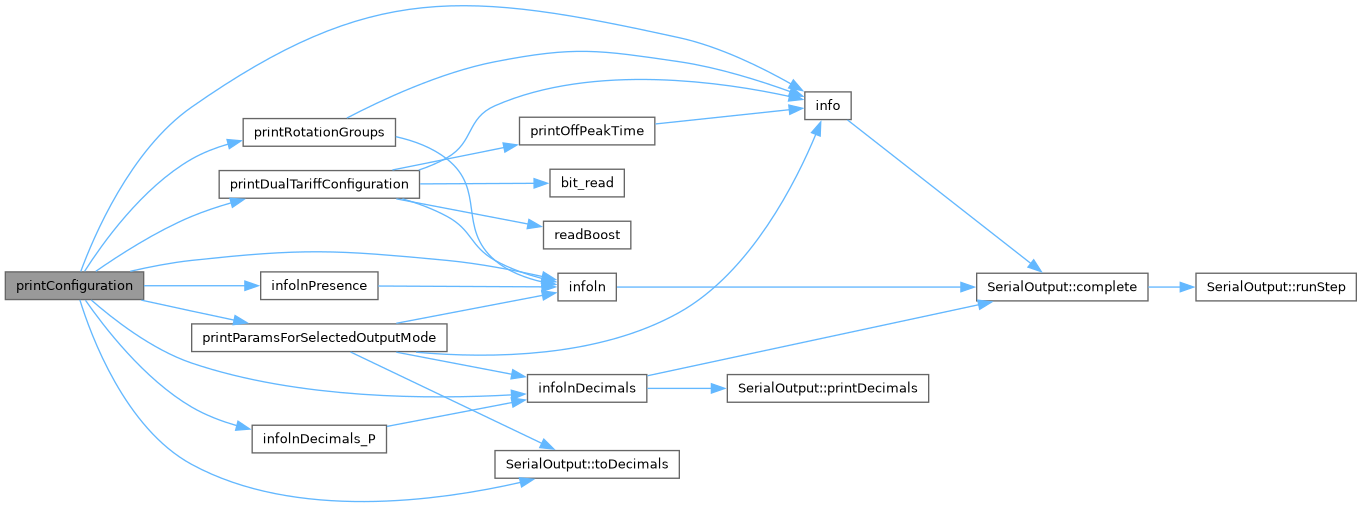 printConfiguration
printRotationGroups
printDualTariffConfiguration
infolnPresence
printParamsForSelectedOutputMode
infolnDecimals_P
printOffPeakTime
bit_read
readBoost
infoln
infolnDecimals
SerialOutput::toDecimals
info
SerialOutput::printDecimals
SerialOutput::complete
SerialOutput::runStep